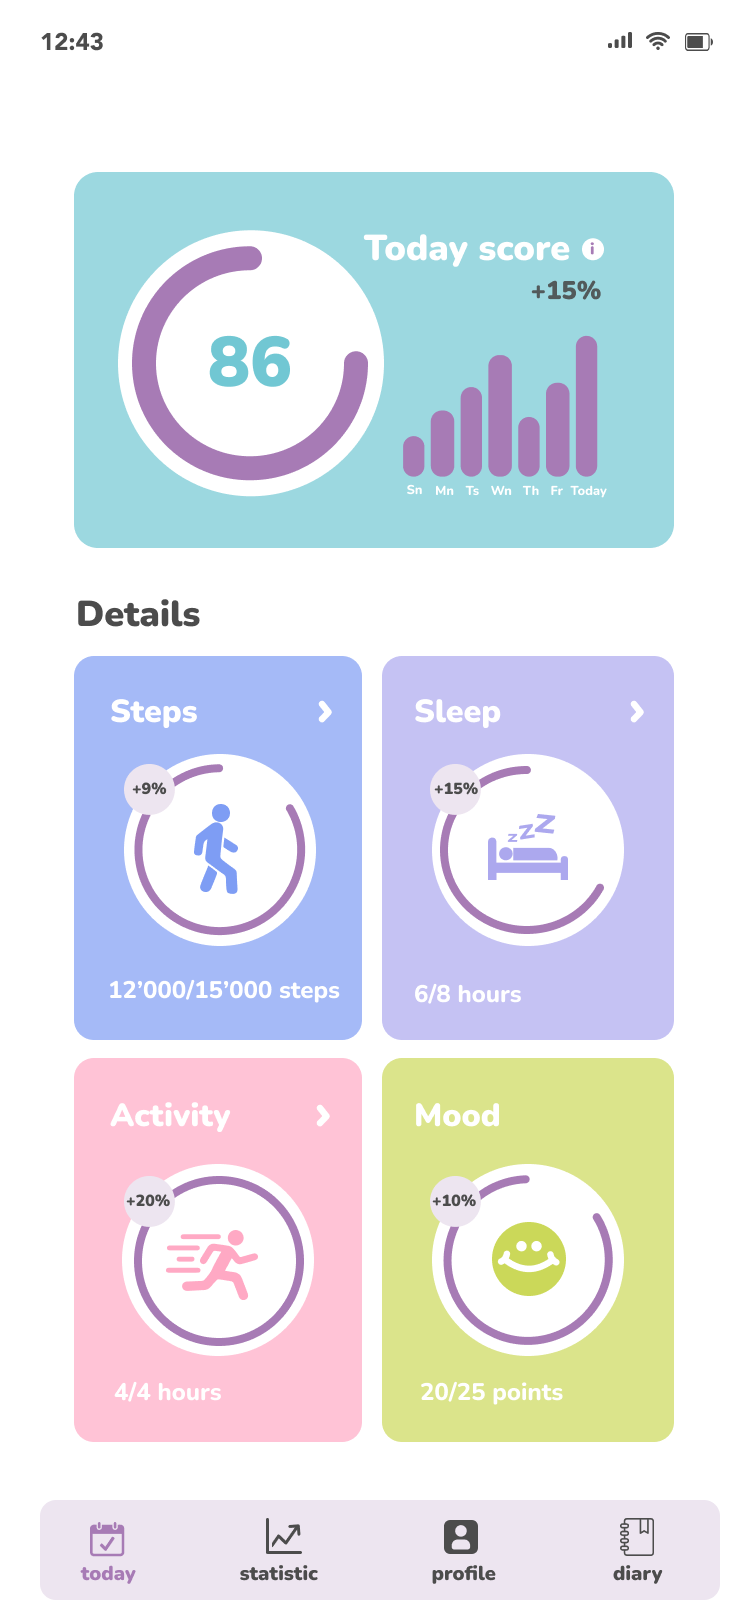 12:43
Today score i
+15%
86
Sn Mn Ts Wn Th Fr Today
Details
Steps
+9%
12’000/15’000 steps
Sleep
+15%
z z z
6/8 hours
Activity
+20%
4/4 hours
Mood
+10%
20/25 points
today statistic profile diary